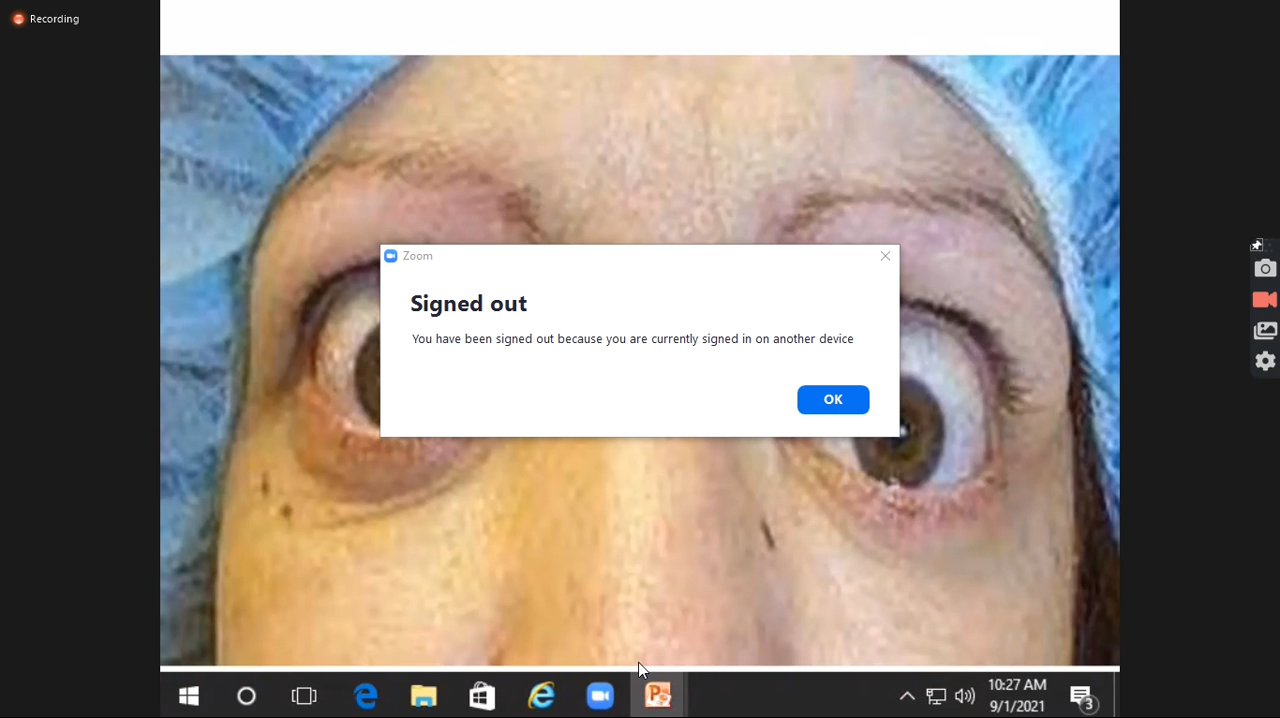 Recording
Zoom
Signed out
You have been signed out because you are currently signed in on another device
OK
10:27 AM
9/1/2021
3